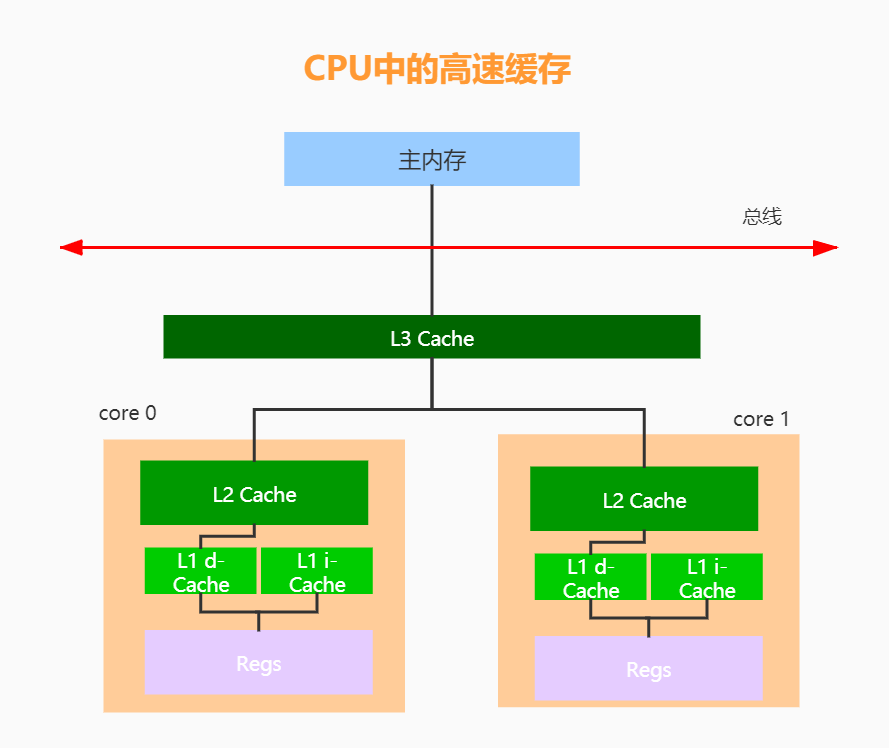 CPU中的高速缓存
主内存
总线
L3 Cache
core 0
core 1
L2 Cache
L2 Cache
L1 d-
Cache
L1 i-
Cache
L1 d-
Cache
L1 i-
Cache
Regs
Regs